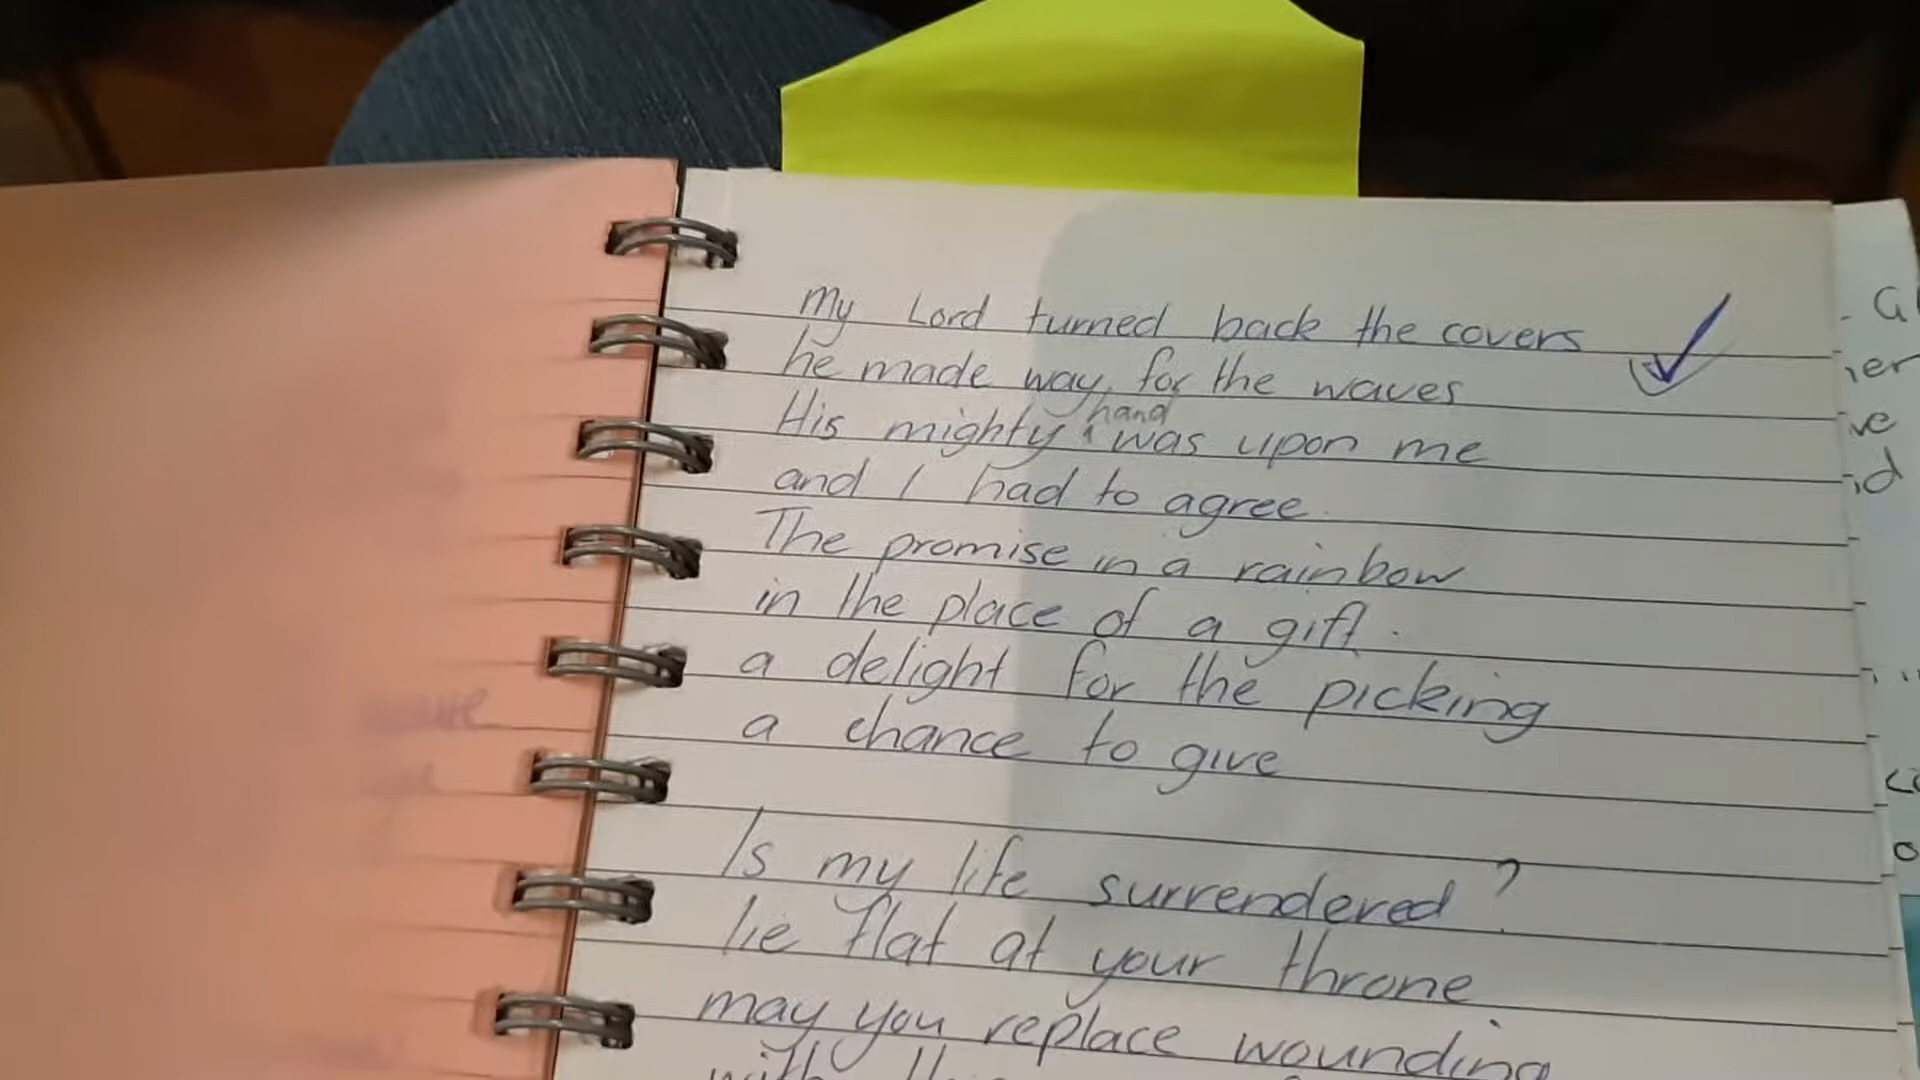 My Lord turned back the covers
he made way, for the waves
His mighty hand was upon me
and I had to agree.
The promise in a rainbow
in the place of a gift.
a delight for the picking
a chance to give
Is my life surrendered?
lie flat at your throne
may you replace wounding
with